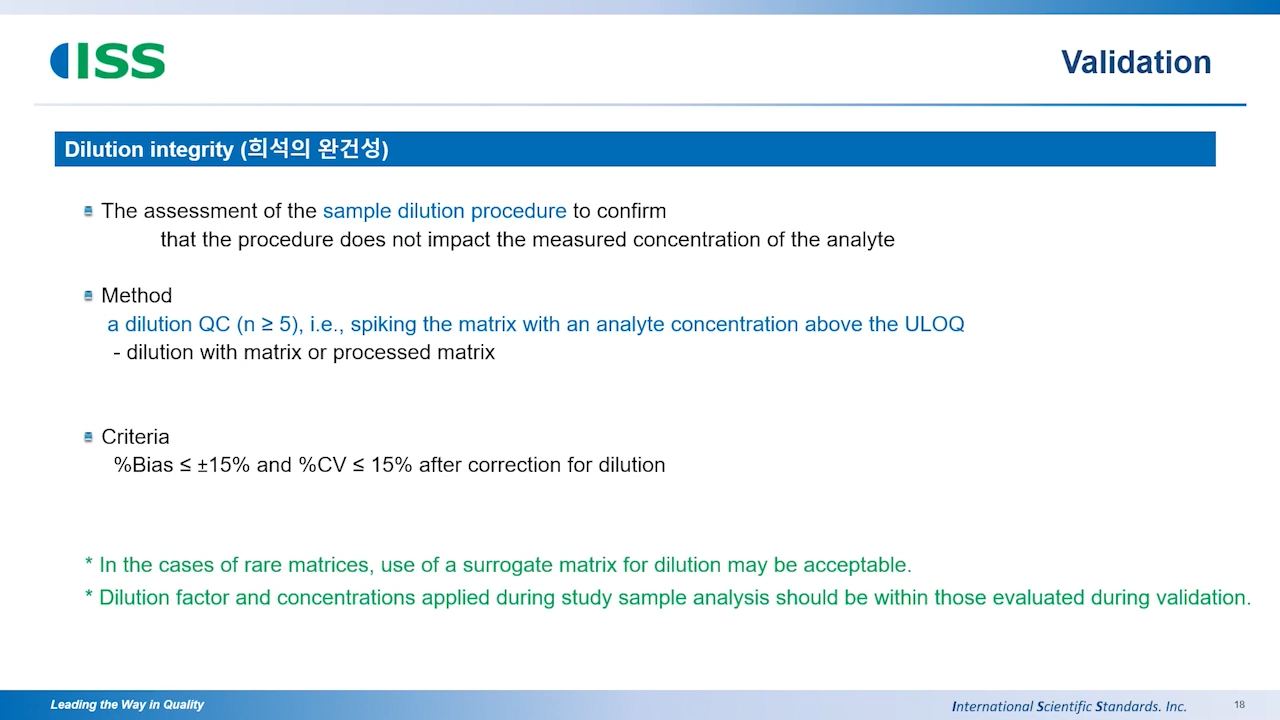 ISS
Validation
Dilution integrity (희석의 완건성)
The assessment of the sample dilution procedure to confirm
that the procedure does not impact the measured concentration of the analyte
Method
a dilution QC (n ≥ 5), i.e., spiking the matrix with an analyte concentration above the ULOQ
- dilution with matrix or processed matrix
Criteria
%Bias ≤ ±15% and %CV ≤ 15% after correction for dilution
* In the cases of rare matrices, use of a surrogate matrix for dilution may be acceptable.
* Dilution factor and concentrations applied during study sample analysis should be within those evaluated during validation.
Leading the Way in Quality
International Scientific Standards. Inc.
18